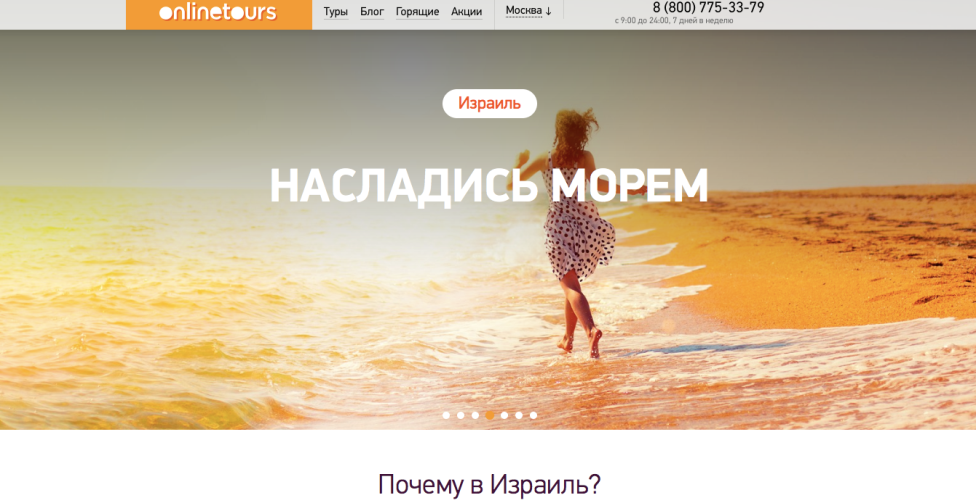 onlinetours
Туры Блог Горящие Акции
Москва ↓
8 (800) 775-33-79
с 9:00 до 24:00, 7 дней в неделю
Израиль
НАСЛАДИСЬ МОРЕМ
Почему в Израиль?